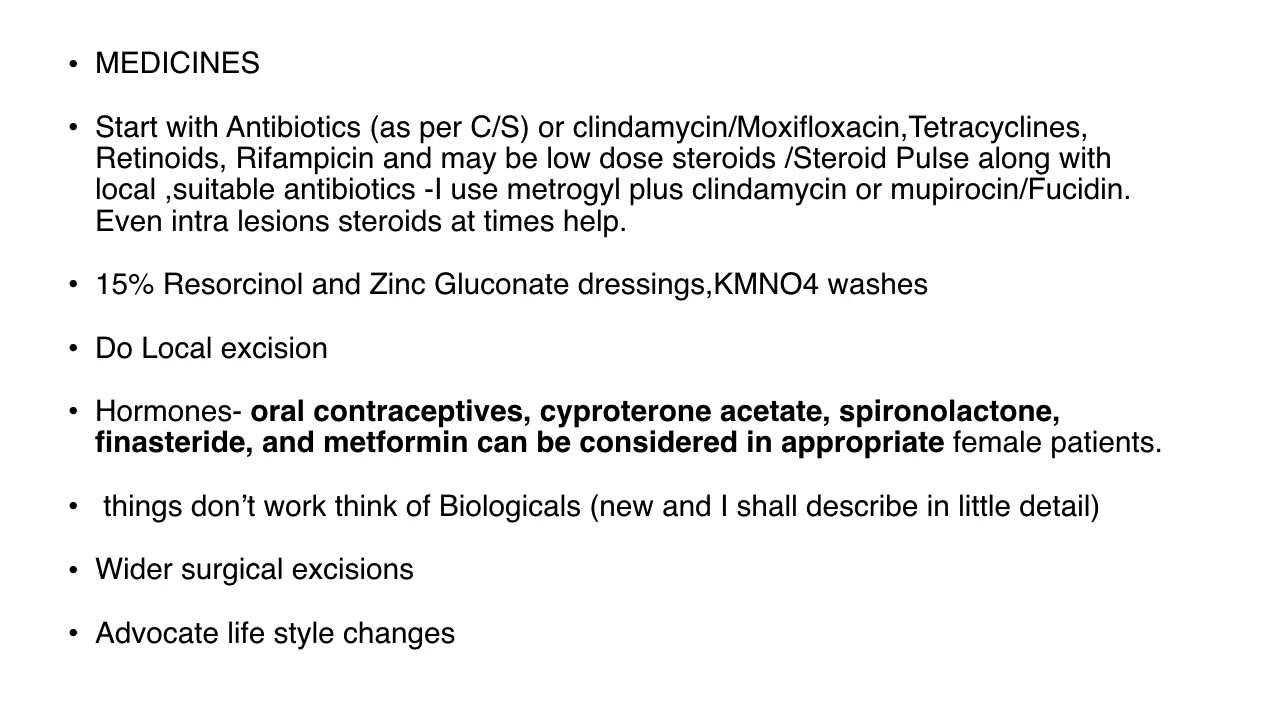 • MEDICINES
• Start with Antibiotics (as per C/S) or clindamycin/Moxifloxacin,Tetracyclines,
Retinoids, Rifampicin and may be low dose steroids /Steroid Pulse along with
local ,suitable antibiotics -I use metrogyl plus clindamycin or mupirocin/Fucidin.
Even intra lesions steroids at times help.
• 15% Resorcinol and Zinc Gluconate dressings,KMNO4 washes
• Do Local excision
• Hormones- oral contraceptives, cyproterone acetate, spironolactone,
finasteride, and metformin can be considered in appropriate female patients.
• things don’t work think of Biologicals (new and I shall describe in little detail)
• Wider surgical excisions
• Advocate life style changes